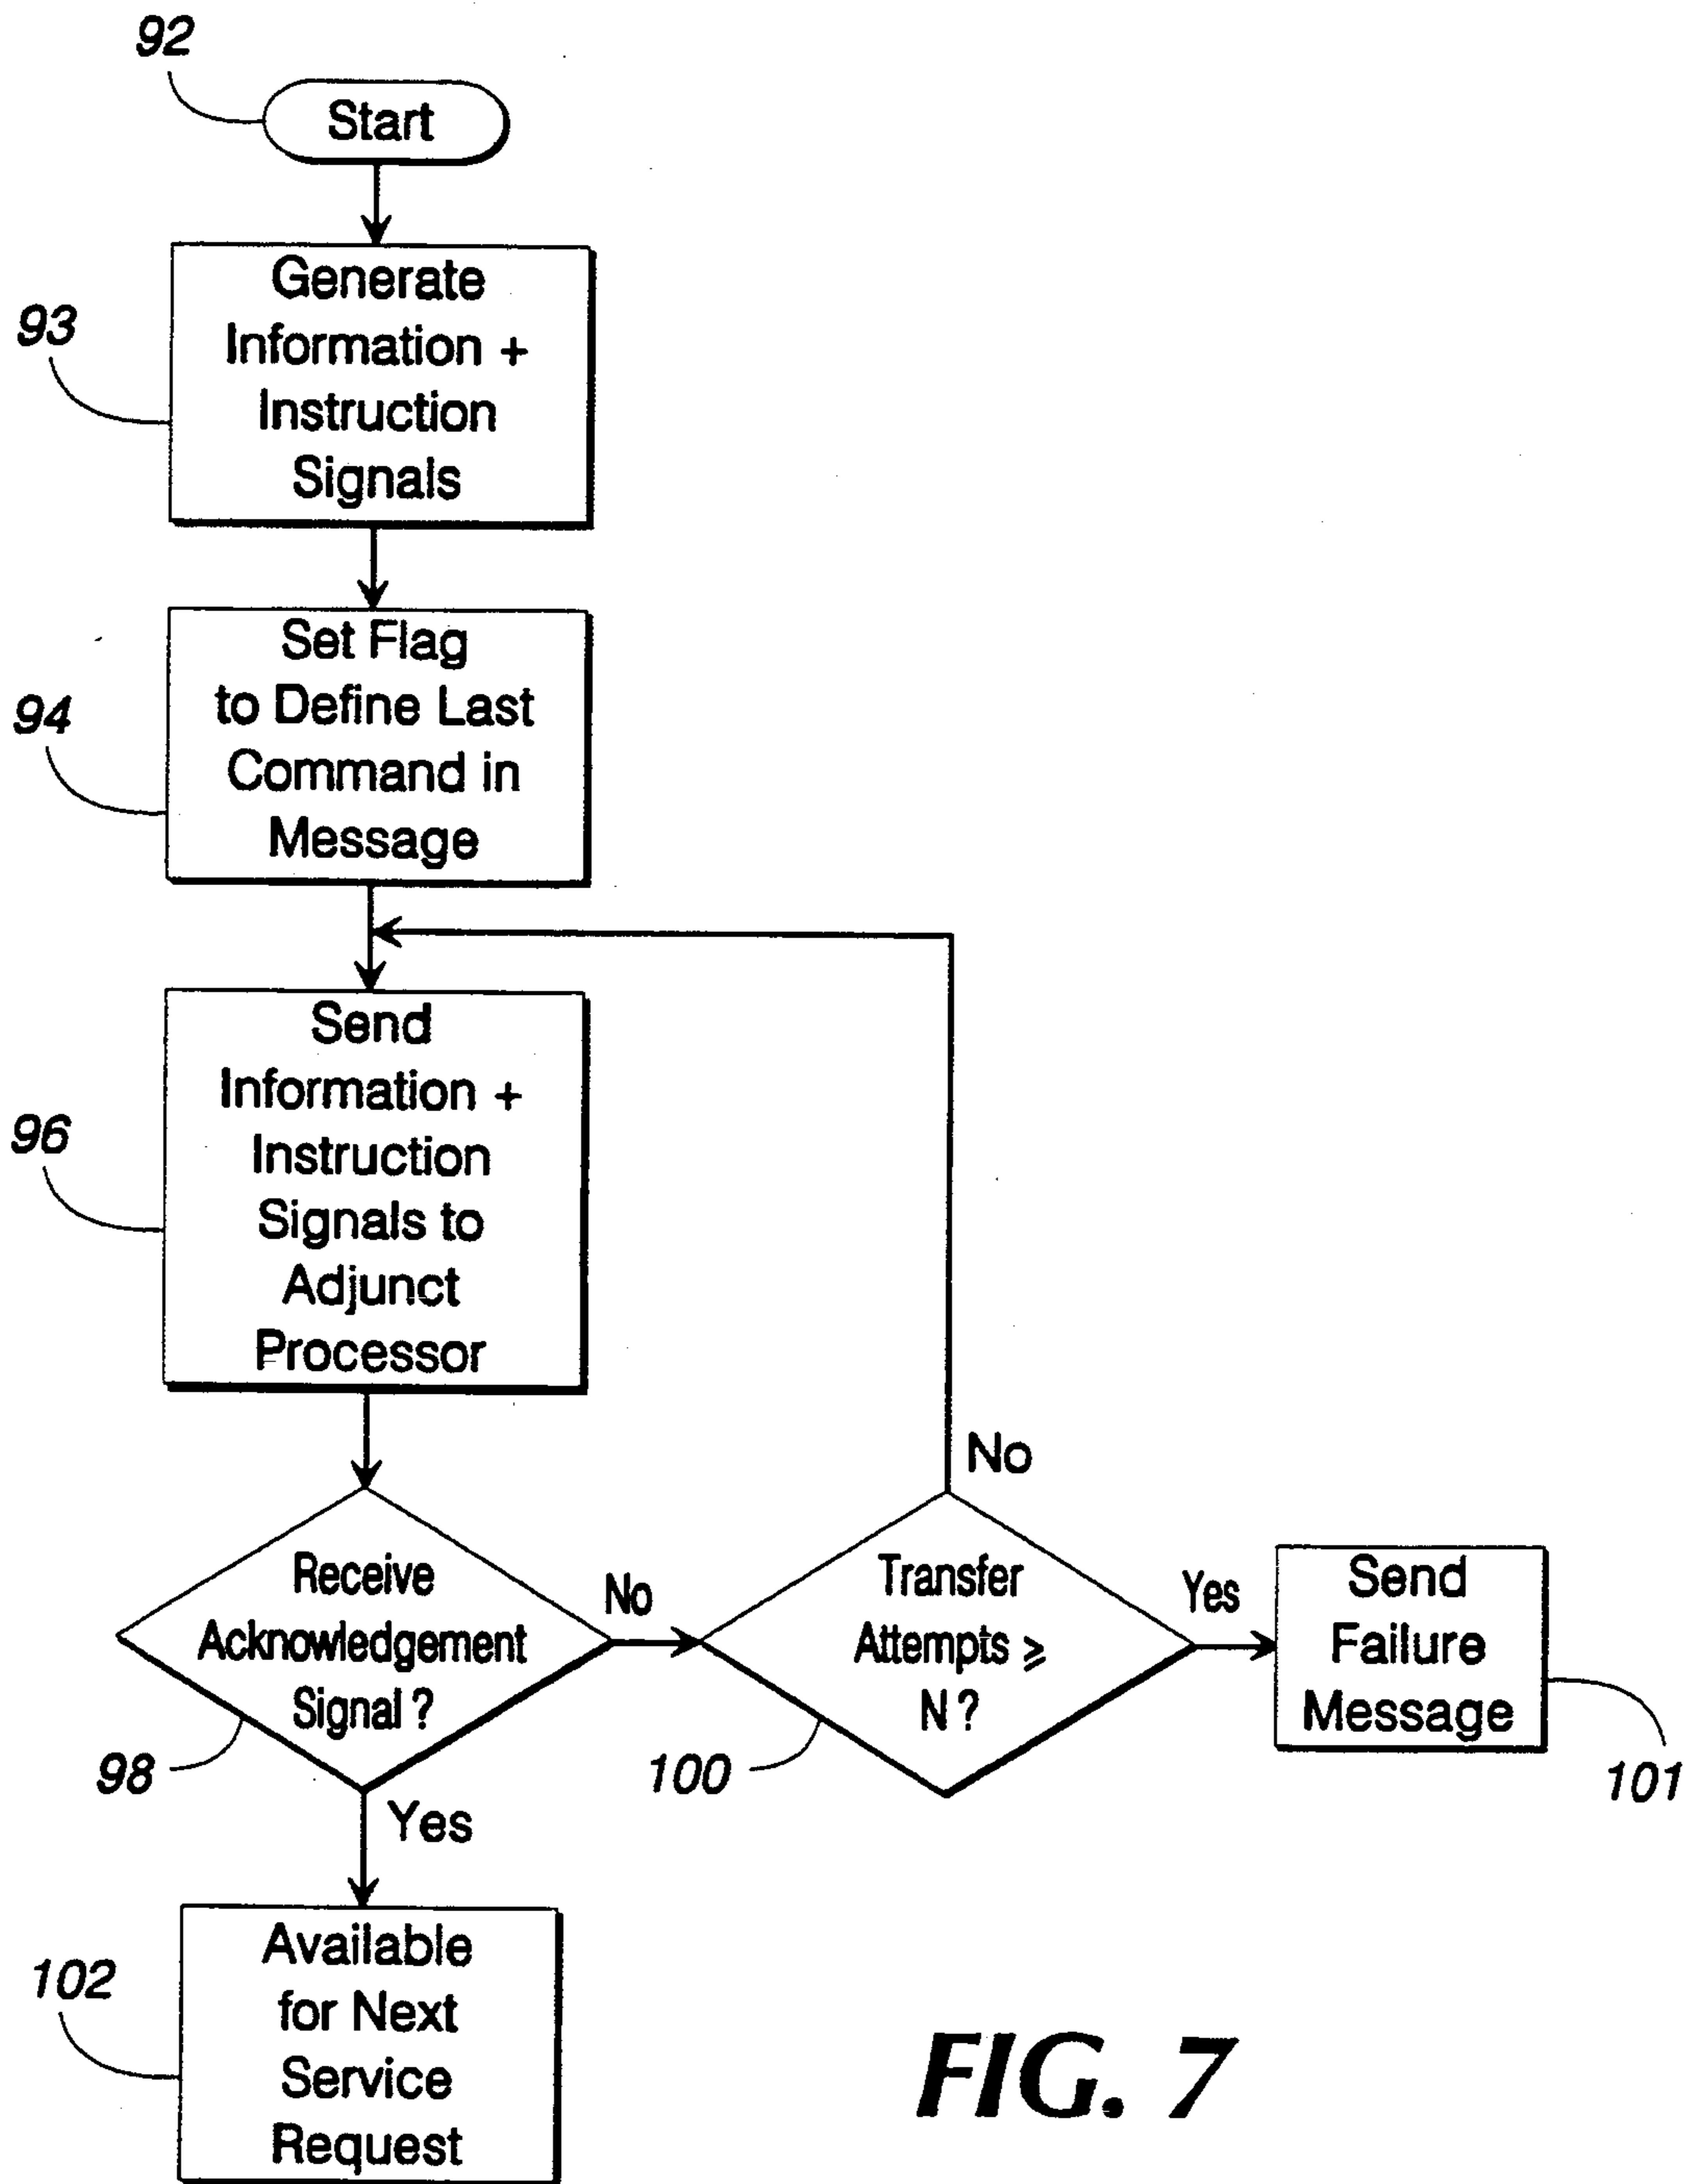 92
Start
93
Generate
Information +
Instruction
Signals
94
Set Flag
to Define Last
Command in
Message
96
Send
Information +
Instruction
Signals to
Adjunct
Processor
98
Receive
Acknowledgement
Signal ?
No
Yes
100
Transfer
Attempts ⩾
N ?
No
Yes
Send
Failure
Message
101
102
Available
for Next
Service
Request
FIG. 7